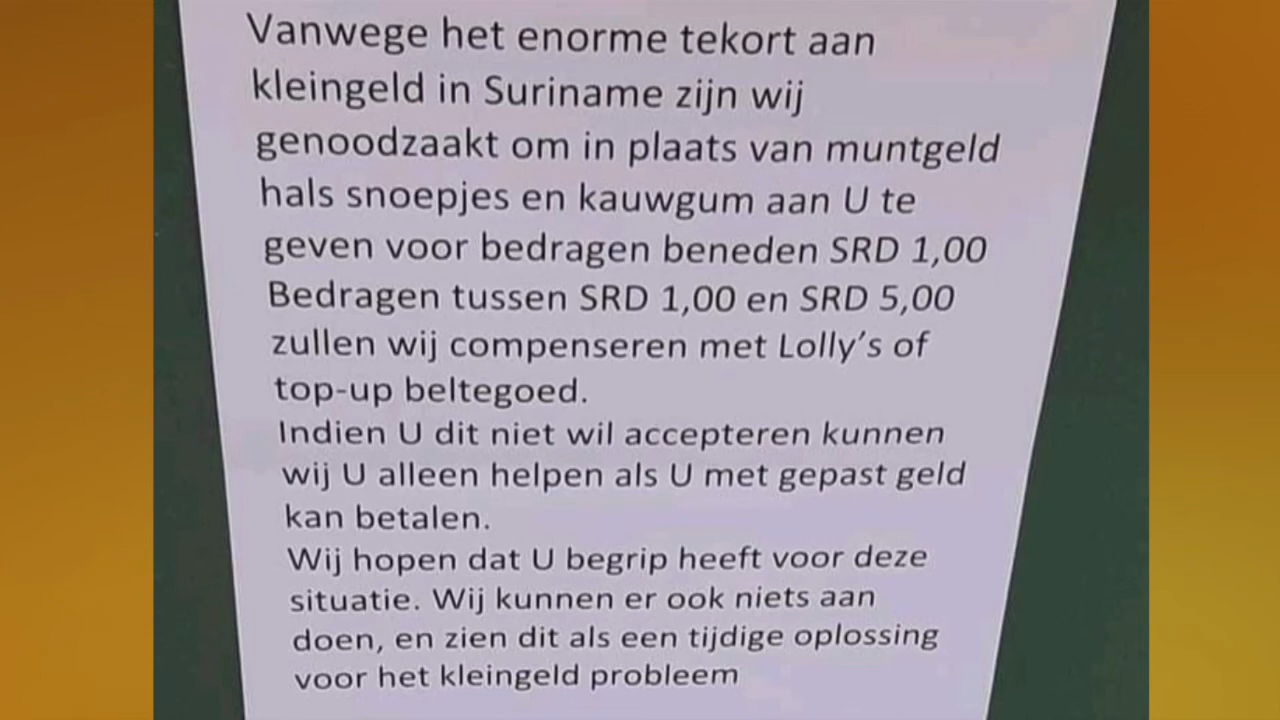 Vanwege het enorme tekort aan
kleingeld in Suriname zijn wij
genoodzaakt om in plaats van muntgeld
hals snoepjes en kauwgum aan U te
geven voor bedragen beneden SRD 1,00
Bedragen tussen SRD 1,00 en SRD 5,00
zullen wij compenseren met Lolly’s of
top-up beltegoed.
Indien U dit niet wil accepteren kunnen
wij U alleen helpen als U met gepast geld
kan betalen.
Wij hopen dat U begrip heeft voor deze
situatie. Wij kunnen er ook niets aan
doen, en zien dit als een tijdige oplossing
voor het kleingeld probleem